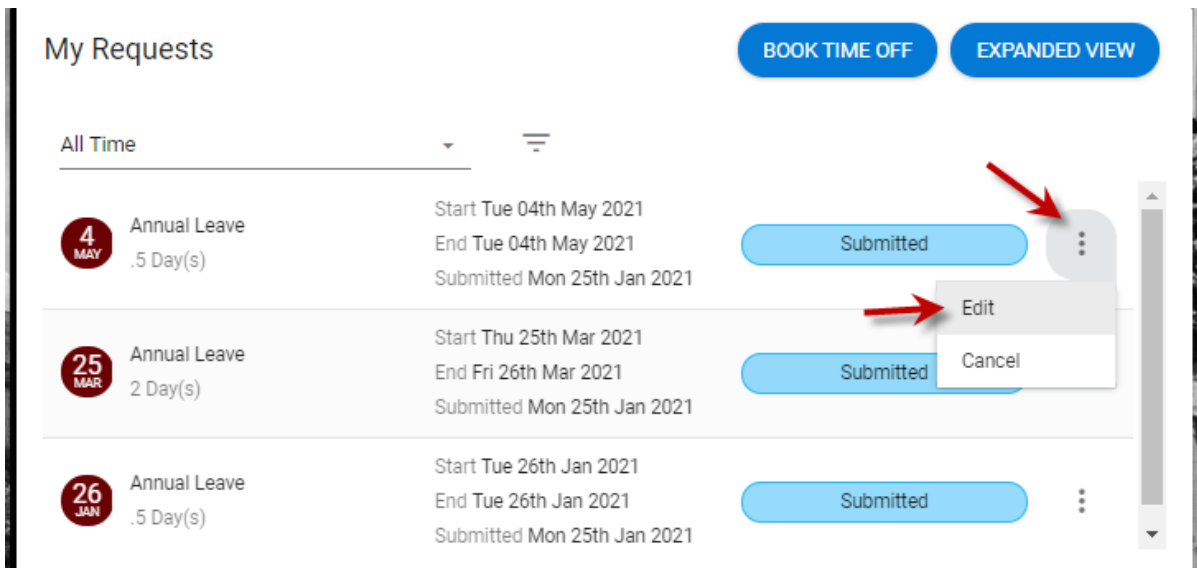 My Requests
BOOK TIME OFF
EXPANDED VIEW
All Time
4
MAY
Annual Leave
.5 Day(s)
Start Tue 04th May 2021
End Tue 04th May 2021
Submitted Mon 25th Jan 2021
Submitted
Edit
Cancel
25
MAR
Annual Leave
2 Day(s)
Start Thu 25th Mar 2021
End Fri 26th Mar 2021
Submitted Mon 25th Jan 2021
Submitted
26
JAN
Annual Leave
.5 Day(s)
Start Tue 26th Jan 2021
End Tue 26th Jan 2021
Submitted Mon 25th Jan 2021
Submitted